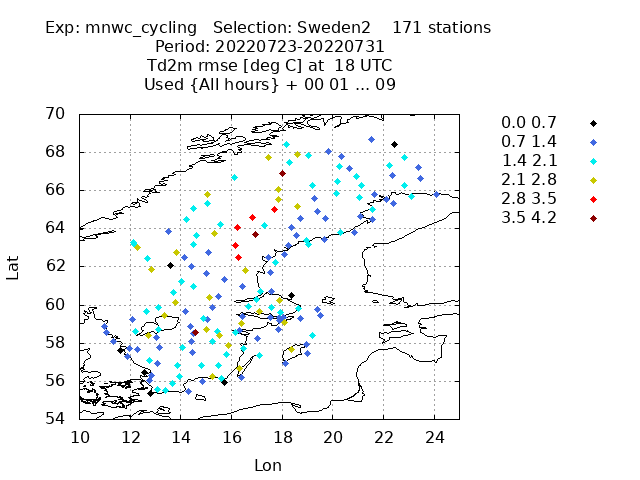 Exp: mnwc_cycling   Selection: Sweden2    171 stations
Period: 20220723-20220731
Td2m rmse [deg C] at  18 UTC
Used {All hours} + 00 01 ... 09
0.0 0.7
0.7 1.4
1.4 2.1
2.1 2.8
2.8 3.5
3.5 4.2
70
68
66
64
62
60
58
56
54
Lat
10 12 14 16 18 20 22 24
Lon